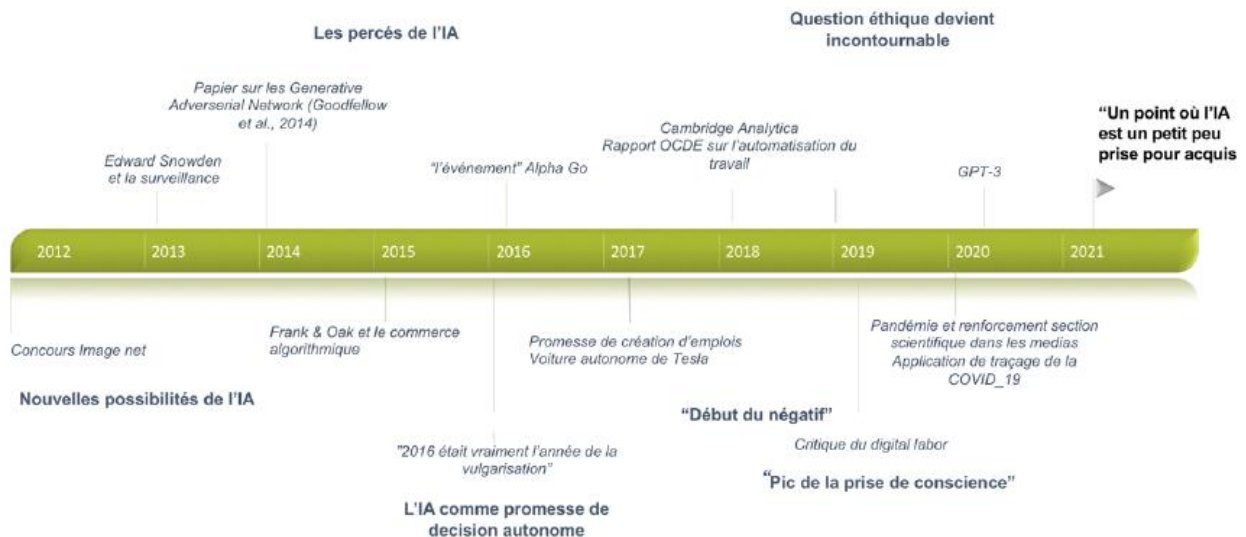 Les percés de l'IA
Question éthique devient
incontournable
Papier sur les Generative
Adverserial Network (Goodfellow
et al., 2014)
"Un point où l'IA
est un petit peu
prise pour acquis
Edward Snowden
et la surveillance
"l'événement" Alpha Go
Cambridge Analytica
Rapport OCDE sur l'automatisation du
travail
GPT-3
2012
2013
2014
2015
2016
2017
2018
2019
2020
2021
Concours Image net
Frank & Oak et le commerce
algorithmique
Promesse de création d'emplois
Voiture autonome de Tesla
Pandémie et renforcement section
scientifique dans les medias
Application de traçage de la
COVID_19
Nouvelles possibilités de l'IA
"Début du négatif"
"2016 était vraiment l'année de la
vulgarisation"
Critique du digital labor
"Pic de la prise de conscience"
L'IA comme promesse de
decision autonome